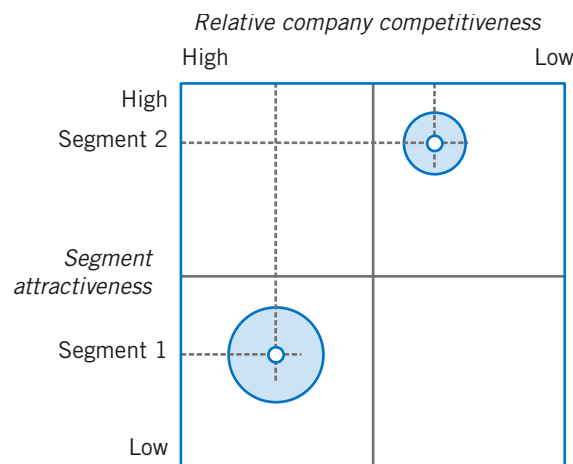 Relative company competitiveness
High Low
High
Segment 2
Segment
attractiveness
Segment 1
Low